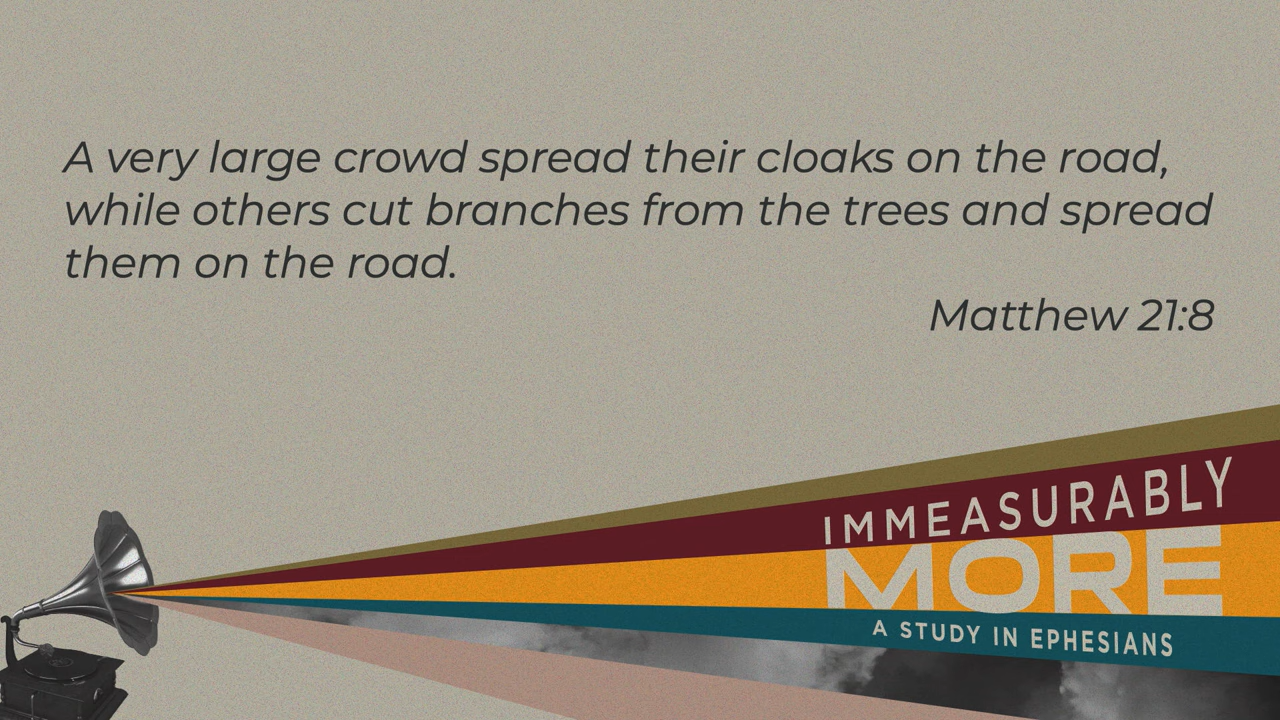 A very large crowd spread their cloaks on the road,
while others cut branches from the trees and spread
them on the road.
Matthew 21:8
IMMEASURABLY
MORE
A STUDY IN EPHESIANS